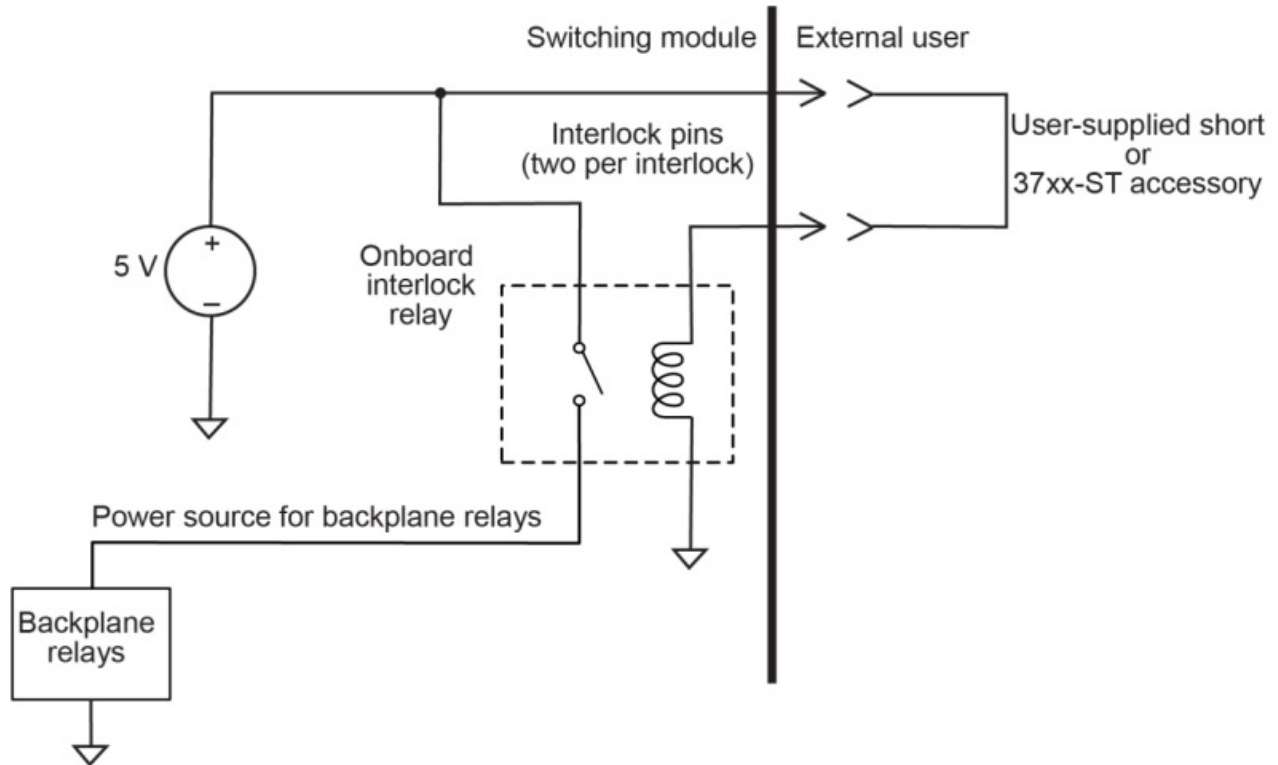 Switching module
External user
Interlock pins
(two per interlock)
User-supplied short
or
37xx-ST accessory
+
5 V
−
Onboard
interlock
relay
Power source for backplane relays
Backplane
relays